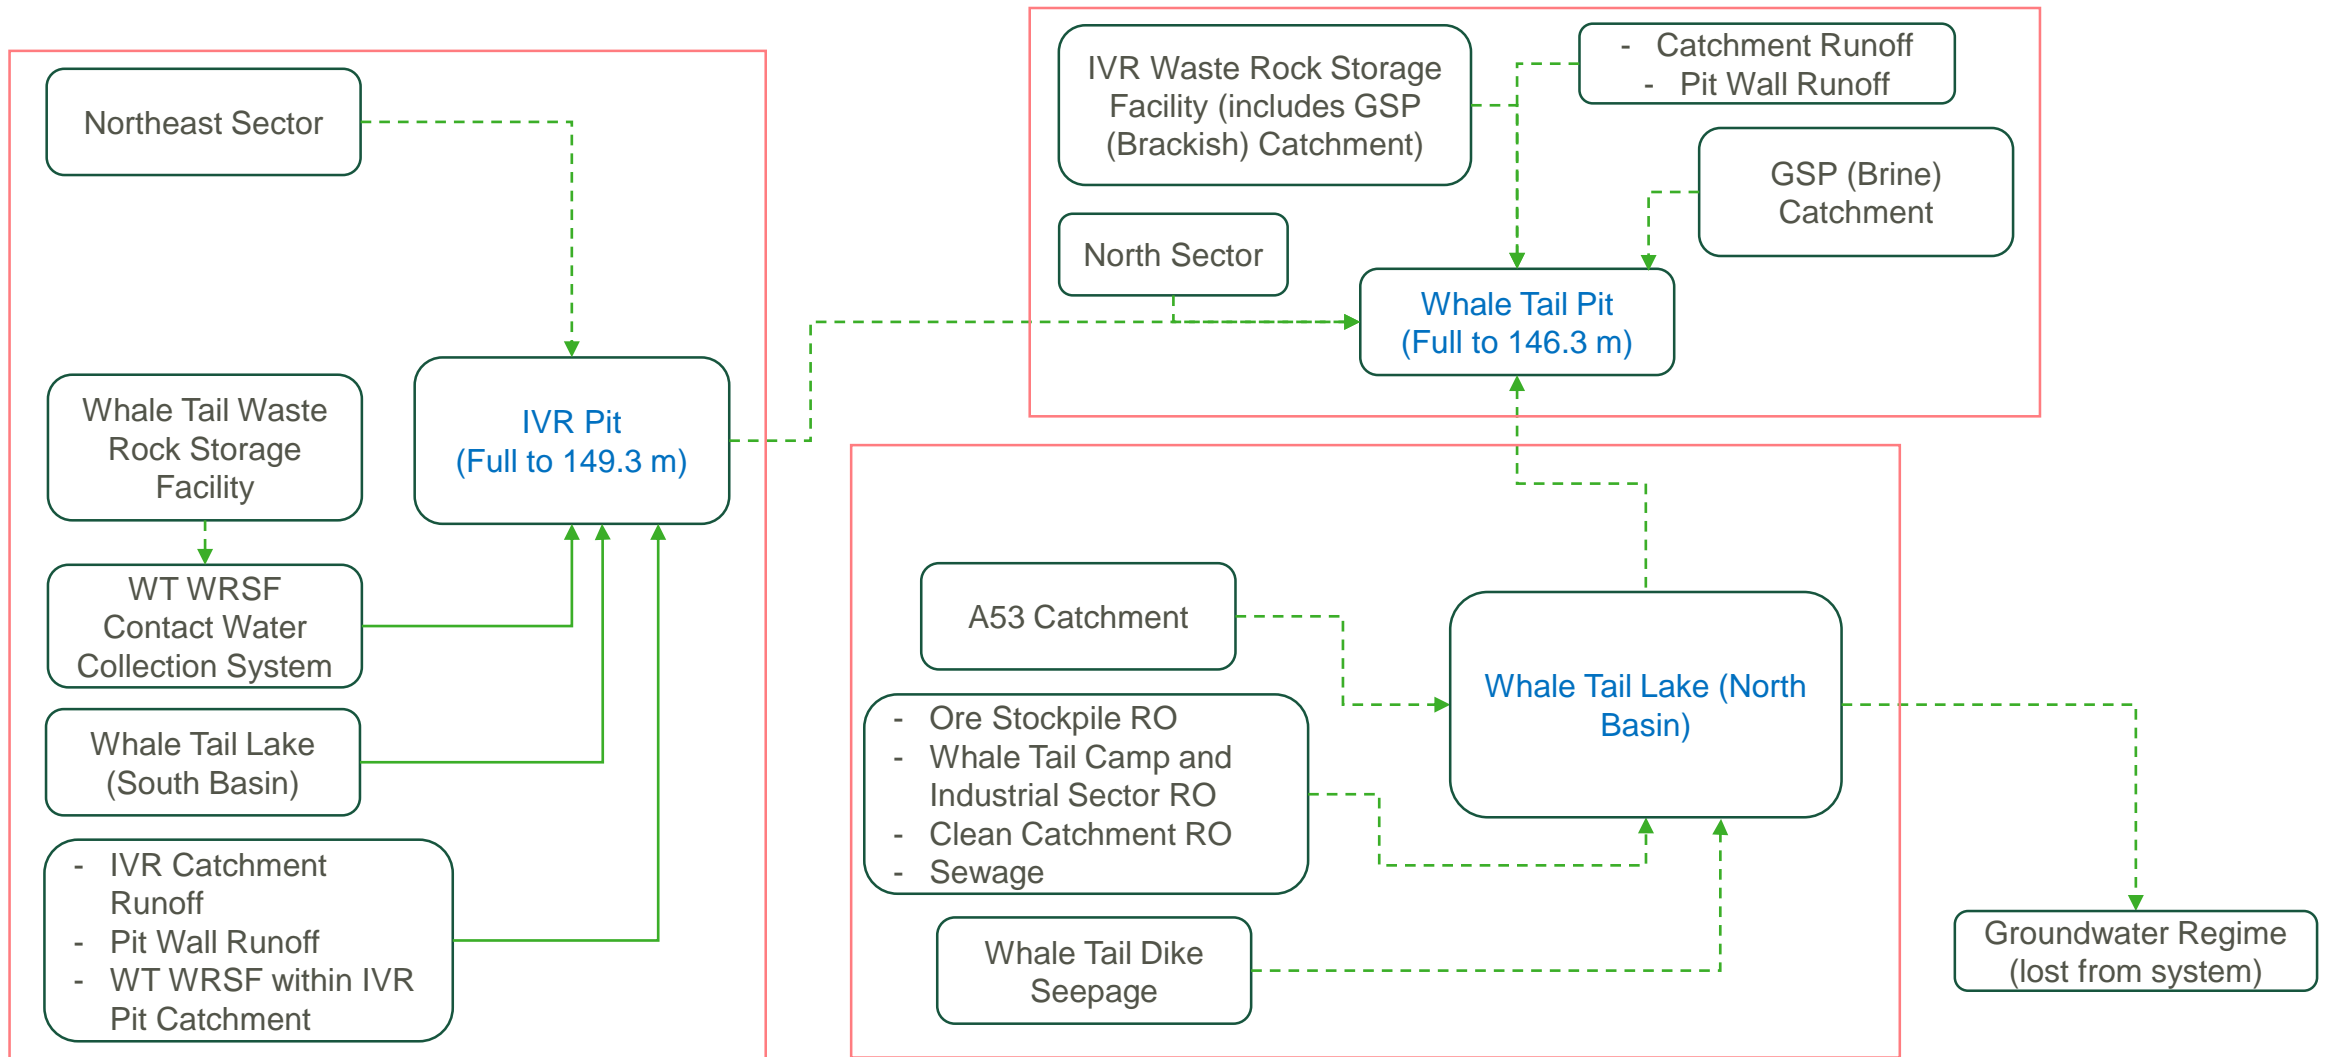 Northeast Sector
Whale Tail Waste
Rock Storage
Facility
WT WRSF
Contact Water
Collection System
Whale Tail Lake
(South Basin)
- IVR Catchment
Runoff
- Pit Wall Runoff
- WT WRSF within IVR
Pit Catchment
IVR Pit
(Full to 149.3 m)
IVR Waste Rock Storage
Facility (includes GSP
(Brackish) Catchment)
- Catchment Runoff
- Pit Wall Runoff
GSP (Brine)
Catchment
North Sector
Whale Tail Pit
(Full to 146.3 m)
A53 Catchment
- Ore Stockpile RO
- Whale Tail Camp and
Industrial Sector RO
- Clean Catchment RO
- Sewage
Whale Tail Dike
Seepage
Whale Tail Lake (North
Basin)
Groundwater Regime
(lost from system)